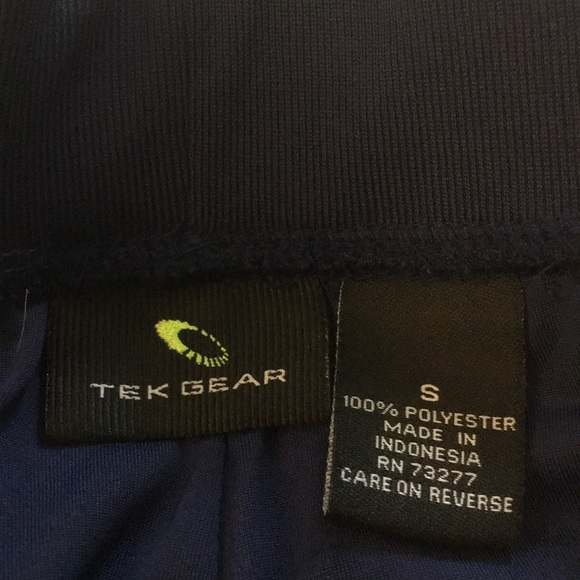 TEK GEAR
S
100% POLYESTER
MADE IN
INDONESIA
RN 73277
CARE ON REVERSE